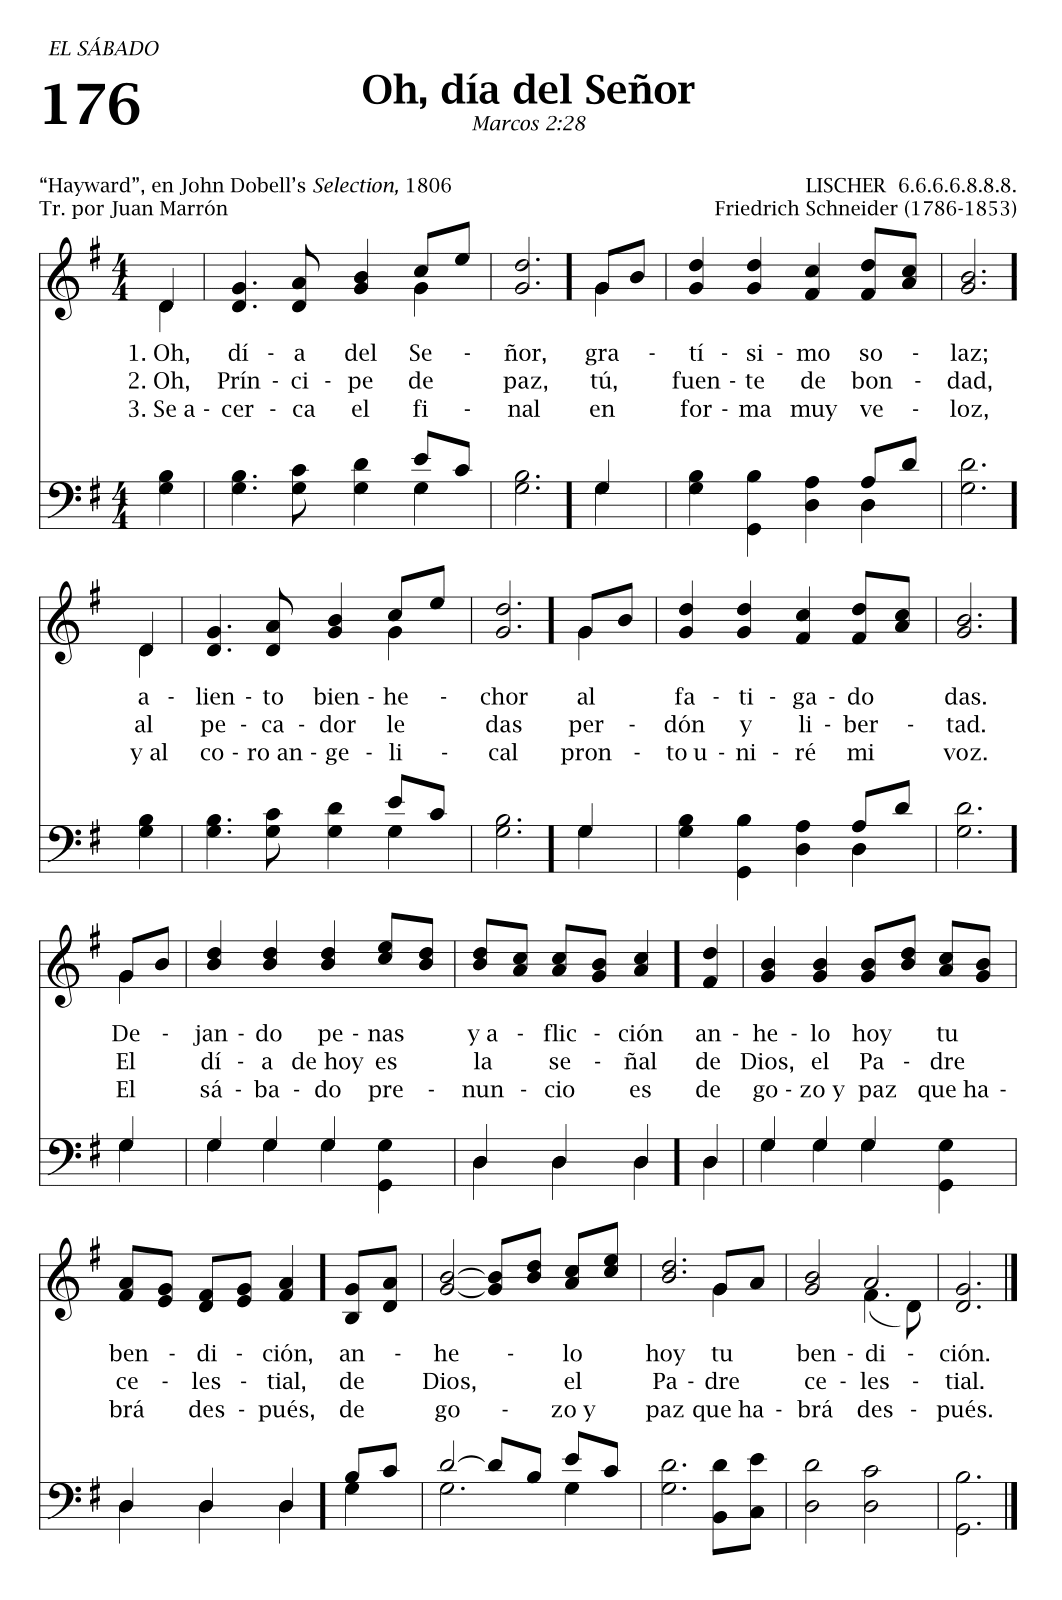 EL SÁBADO
176
Oh, día del Señor
Marcos 2:28
“Hayward”, en John Dobell’s Selection, 1806
LISCHER 6.6.6.6.8.8.8.
Tr. por Juan Marrón
Friedrich Schneider (1786-1853)
1. Oh, dí - a del Se - ñor, gra - tí - si - mo so - laz;
2. Oh, Prín - ci - pe de paz, tú, fuen - te de bon - dad,
3. Se a - cer - ca el fi - nal en for - ma muy ve - loz,
a - lien - to bien - he - chor al fa - ti - ga - do das.
al pe - ca - dor le das per - dón y li - ber - tad.
y al co - ro an - ge - li - cal pron - to u - ni - ré mi voz.
De - jan - do pe - nas y a - flic - ción an - he - lo hoy tu
El dí - a de hoy es la se - ñal de Dios, el Pa - dre
El sá - ba - do pre - nun - cio es de go - zo y paz que ha -
ben - di - ción, an - he - lo hoy tu ben - di - ción.
ce - les - tial, de Dios, el Pa - dre ce - les - tial.
brá des - pués, de go - zo y paz que ha - brá des - pués.